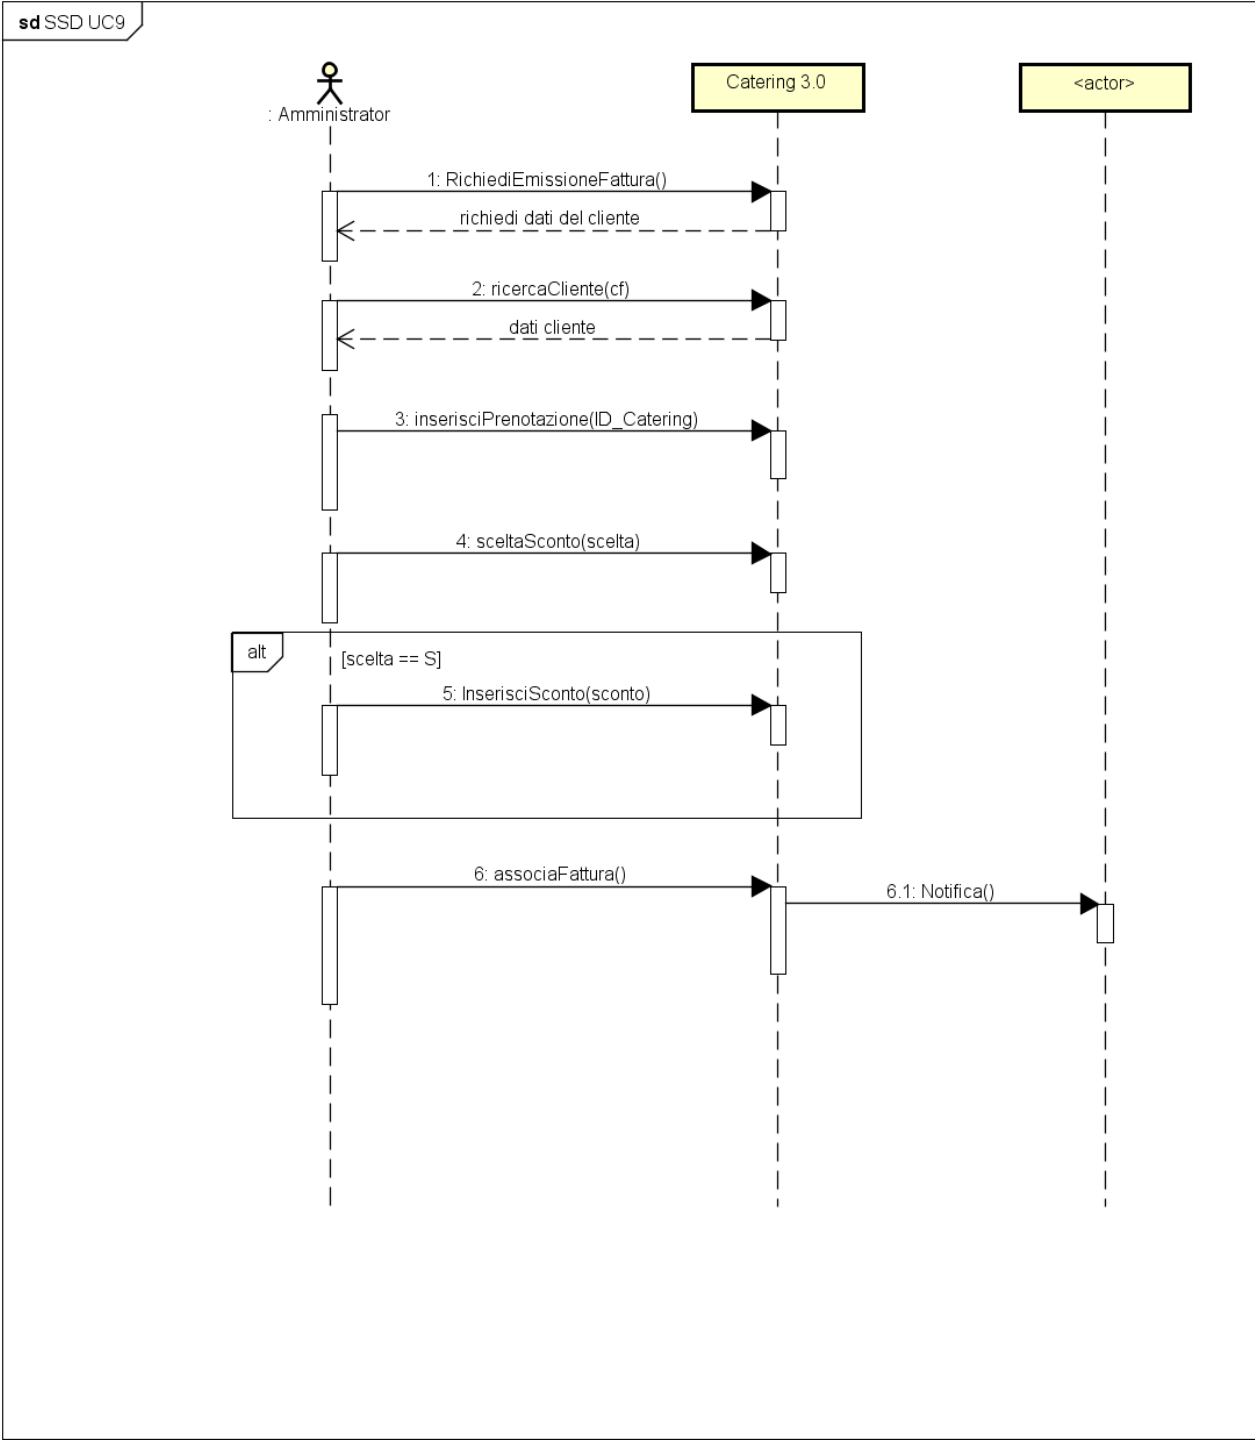 sd SSD UC9
: Amministrator
Catering 3.0
<actor>
1: RichiediEmissioneFattura()
richiedi dati del cliente
2: ricercaCliente(cf)
dati cliente
3: inserisciPrenotazione(ID_Catering)
4: sceltaSconto(scelta)
alt
[scelta == S]
5: InserisciSconto(sconto)
6: associaFattura()
6.1: Notifica()